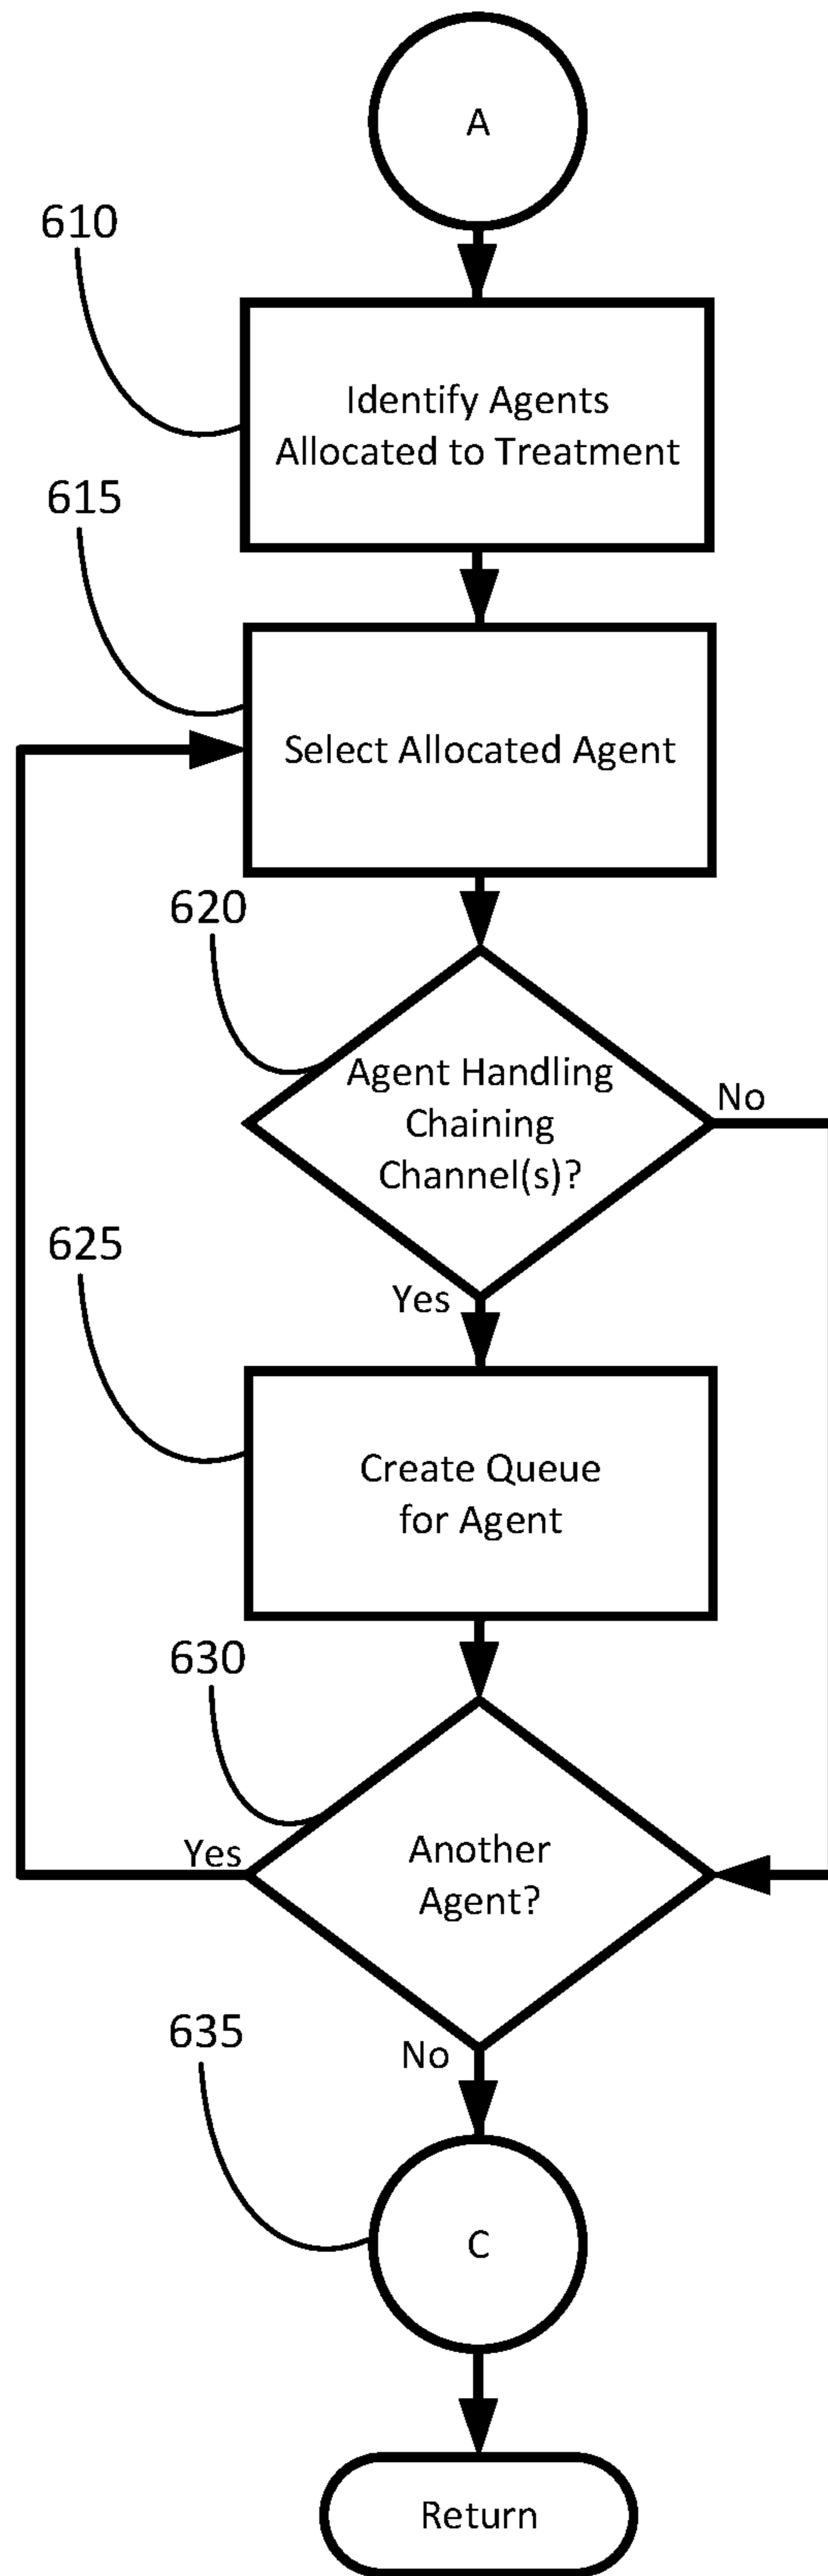 A
610
Identify Agents
Allocated to Treatment
615
Select Allocated Agent
620
Agent Handling
Chaining
Channel(s)?
No
Yes
625
Create Queue
for Agent
630
Another
Agent?
Yes
No
635
C
Return